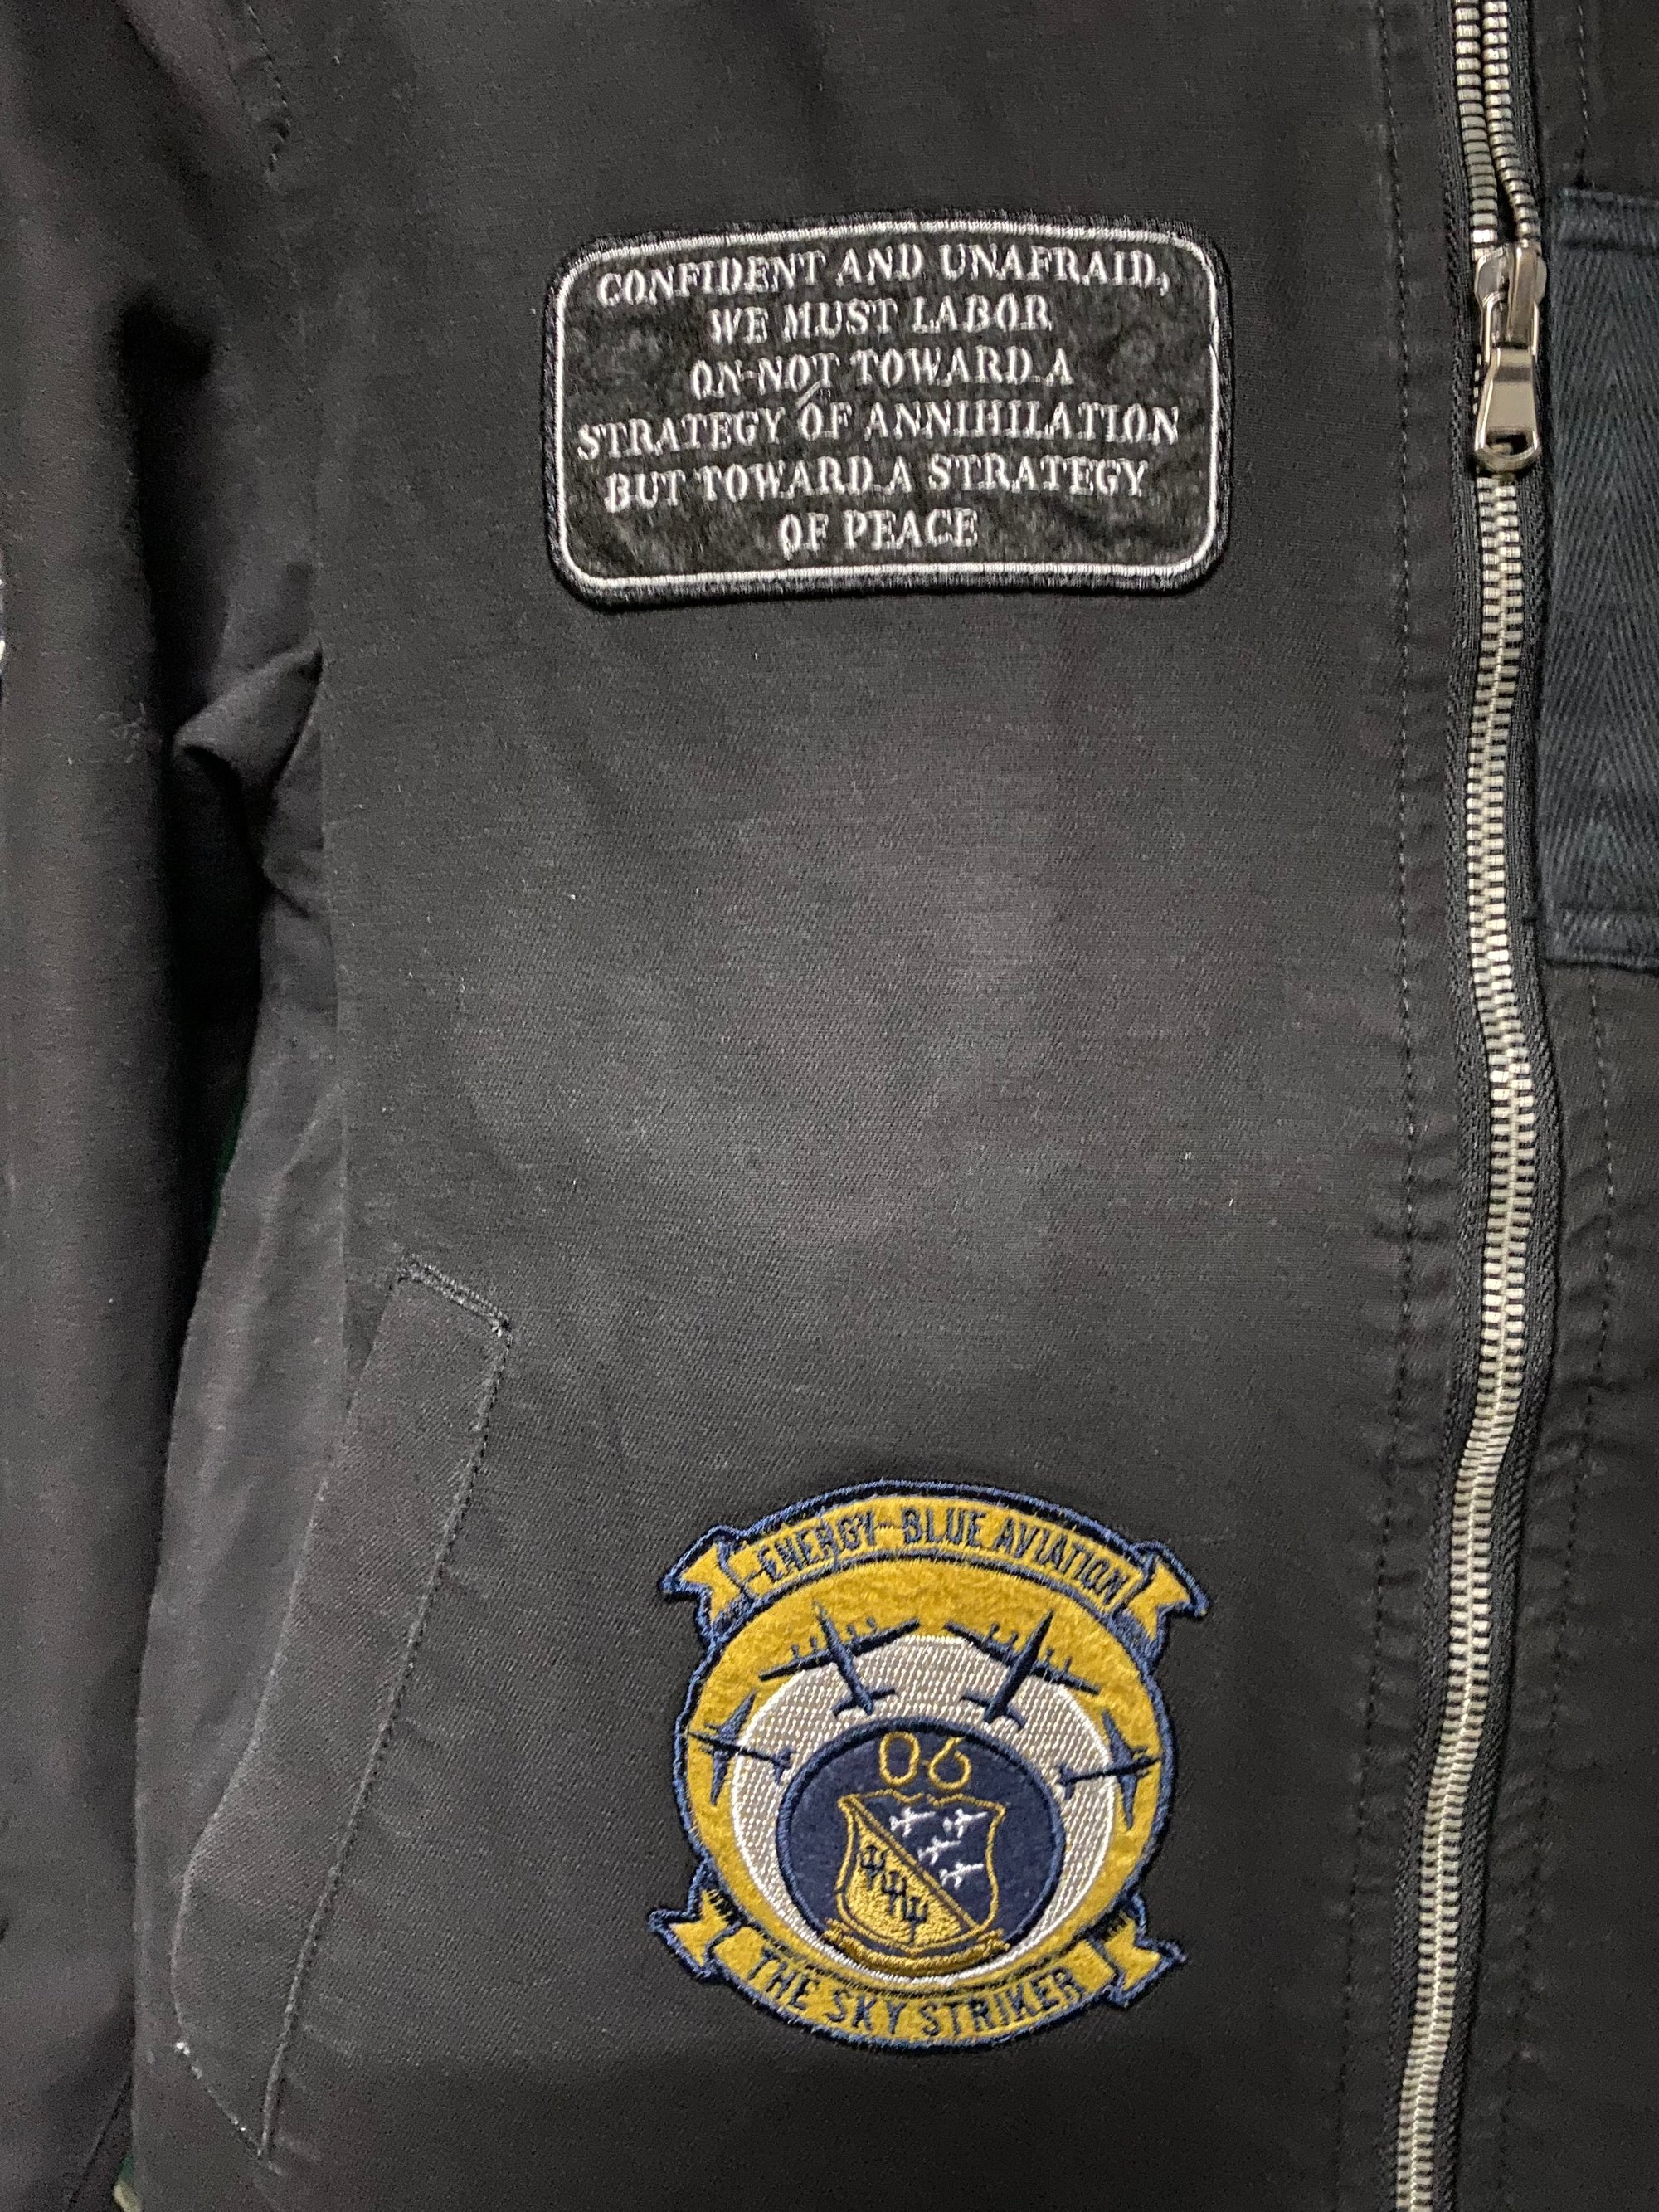 CONFIDENT AND UNAFRAID,
WE MUST LABOR
ON-NOT TOWARD A
STRATEGY OF ANNIHILATION
BUT TOWARD A STRATEGY
OF PEACE
ENERGY-BLUE AVIATION
06
THE SKY STRIKER